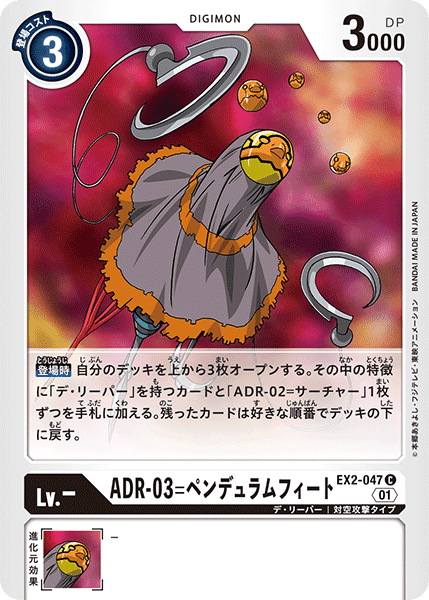 登場コスト
3
DIGIMON
DP
3000
©本郷あきよし・フジテレビ・東映アニメーション BANDAI MADE IN JAPAN
登場時 自分のデッキを上から3枚オープンする。その中の特徴
に「デ・リーパー」を持つカードと「ADR-02=サーチャー」1枚
ずつを手札に加える。残ったカードは好きな順番でデッキの下
に戻す。
Lv.ー
ADR-03=ペンデュラムフィート
EX2-047 C
01
デ・リーパー | 対空攻撃タイプ
進化元効果
ー